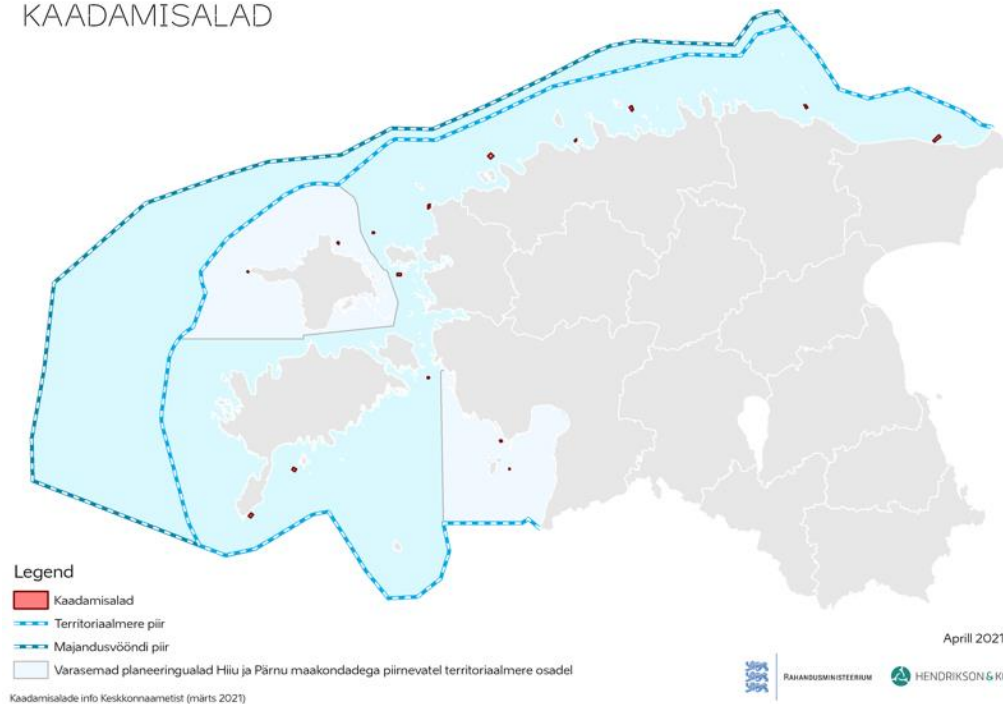 KAADAMISALAD
Legend
Kaadamisalad
Territoriaalmere piir
Majandusvööndi piir
Varasemad planeeringualad Hiiu ja Pärnu maakondadega piirnevatel territoriaalmere osadel
Kaadamisalade info Keskkonnaametist (märts 2021)
Aprill 2021
RAHANDUSMINISTEERIUM
HENDRIKSON & K